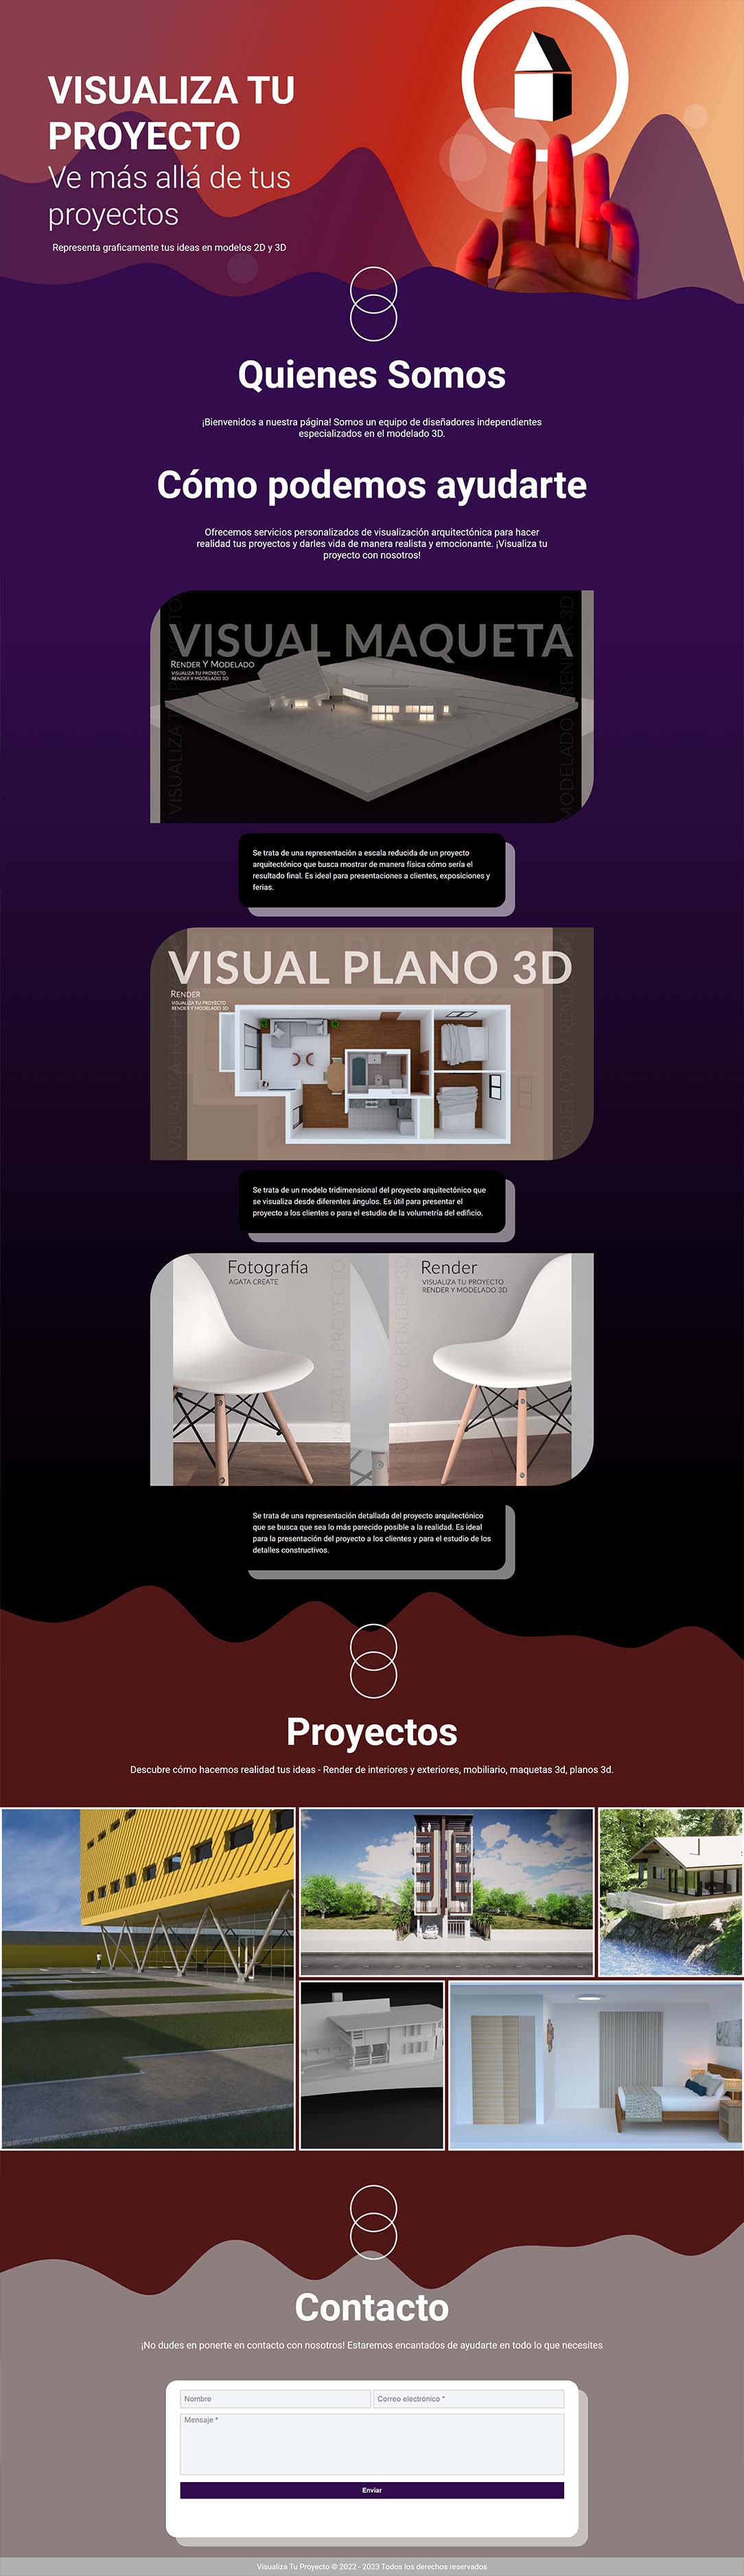 VISUALIZA TU
PROYECTO
Ve más allá de tus
proyectos
Representa graficamente tus ideas en modelos 2D y 3D
Quienes Somos
¡Bienvenidos a nuestra página! Somos un equipo de diseñadores independientes
especializados en el modelado 3D.
Cómo podemos ayudarte
Ofrecemos servicios personalizados de visualización arquitectónica para hacer
realidad tus proyectos y darles vida de manera realista y emocionante. ¡Visualiza tu
proyecto con nosotros!
VISUAL MAQUETA
RENDER Y MODELADO
VISUALIZA TU PROYECTO
RENDER Y MODELADO 3D
VISUALIZA TU PROYECTO
MODELADO Y RENDER 3D
Se trata de una representación a escala reducida de un proyecto
arquitectónico que busca mostrar de manera física cómo sería el
resultado final. Es ideal para presentaciones a clientes, exposiciones y
ferias.
VISUAL PLANO 3D
RENDER
VISUALIZA TU PROYECTO
RENDER Y MODELADO 3D
Se trata de un modelo tridimensional del proyecto arquitectónico que
se visualiza desde diferentes ángulos. Es útil para presentar el
proyecto a los clientes o para el estudio de la volumetría del edificio.
Fotografía
AGATA CREATE
Render
VISUALIZA TU PROYECTO
RENDER Y MODELADO 3D
Se trata de una representación detallada del proyecto arquitectónico
que se busca que sea lo más parecido posible a la realidad. Es ideal
para la presentación del proyecto a los clientes y para el estudio de los
detalles constructivos.
Proyectos
Descubre cómo hacemos realidad tus ideas - Render de interiores y exteriores, mobiliario, maquetas 3d, planos 3d.
Contacto
¡No dudes en ponerte en contacto con nosotros! Estaremos encantados de ayudarte en todo lo que necesites
Nombre
Correo electrónico *
Mensaje *
Enviar
Visualiza Tu Proyecto © 2022 - 2023 Todos los derechos reservados